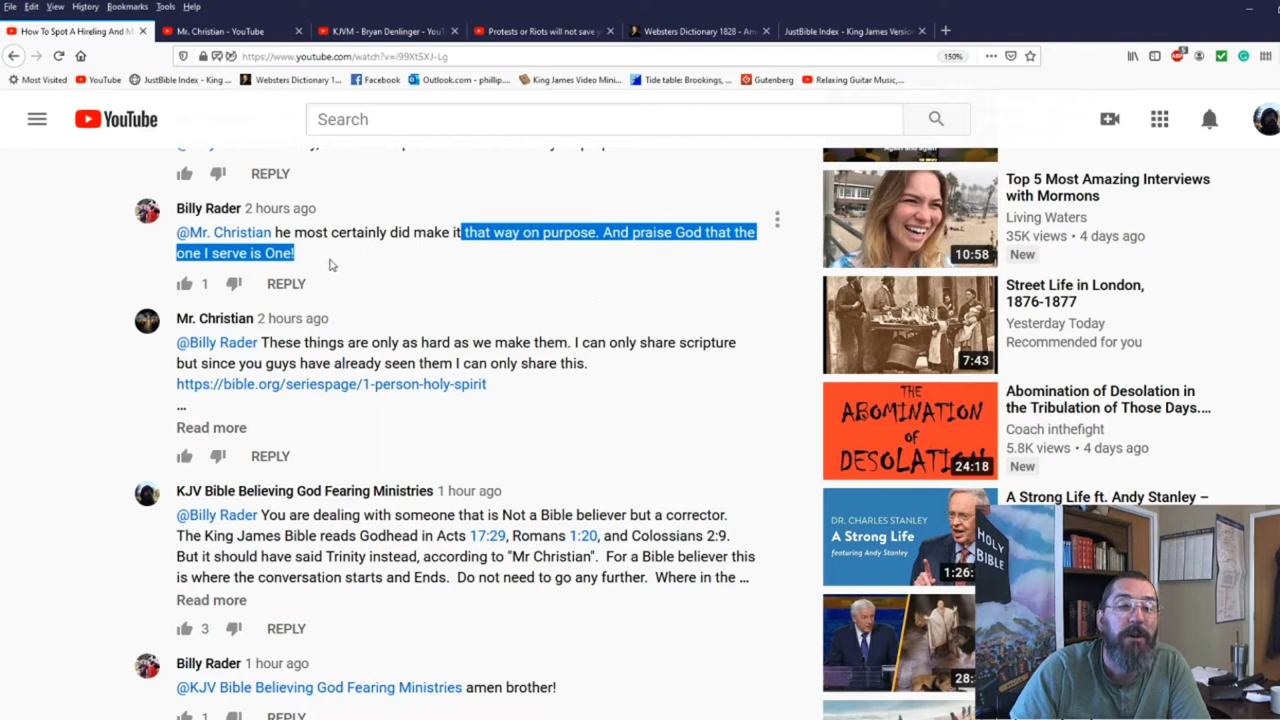 File Edit View History Bookmarks Tools Help
How To Spot A Hireling And M
Mr. Christian - YouTube
KJVM - Bryan Denlinger - You
Protests or Riots will not save
Websters Dictionary 1828 - Am
JustBible Index - King James Versio
https://www.youtube.com/watch?v=i99Xt5XJ-Lg
150%
Most Visited YouTube JustBible Index - King ... Websters Dictionary 1... Facebook Outlook.com - phillip... King James Video Mini... Tide table: Brookings, ... Gutenberg Relaxing Guitar Music,...
YouTube
Search
REPLY
Billy Rader 2 hours ago
@Mr. Christian he most certainly did make it that way on purpose. And praise God that the
one I serve is One!
1 REPLY
Mr. Christian 2 hours ago
@Billy Rader These things are only as hard as we make them. I can only share scripture
but since you guys have already seen them I can only share this.
https://bible.org/seriespage/1-person-holy-spirit
...
Read more
REPLY
KJV Bible Believing God Fearing Ministries 1 hour ago
@Billy Rader You are dealing with someone that is Not a Bible believer but a corrector.
The King James Bible reads Godhead in Acts 17:29, Romans 1:20, and Colossians 2:9.
But it should have said Trinity instead, according to "Mr Christian". For a Bible believer this
is where the conversation starts and Ends. Do not need to go any further. Where in the ...
Read more
3 REPLY
Billy Rader 1 hour ago
@KJV Bible Believing God Fearing Ministries amen brother!
1 REPLY
Top 5 Most Amazing Interviews
with Mormons
Living Waters
35K views • 4 days ago
New
10:58
Street Life in London,
1876-1877
Yesterday Today
Recommended for you
7:43
THE
ABOMINATION
OF
DESOLATION
24:18
Abomination of Desolation in
the Tribulation of Those Days....
Coach inthefight
5.8K views • 4 days ago
New
DR. CHARLES STANLEY
A Strong Life
featuring Andy Stanley
1:26:
A Strong Life ft. Andy Stanley –
HOLY
BIBLE
28: